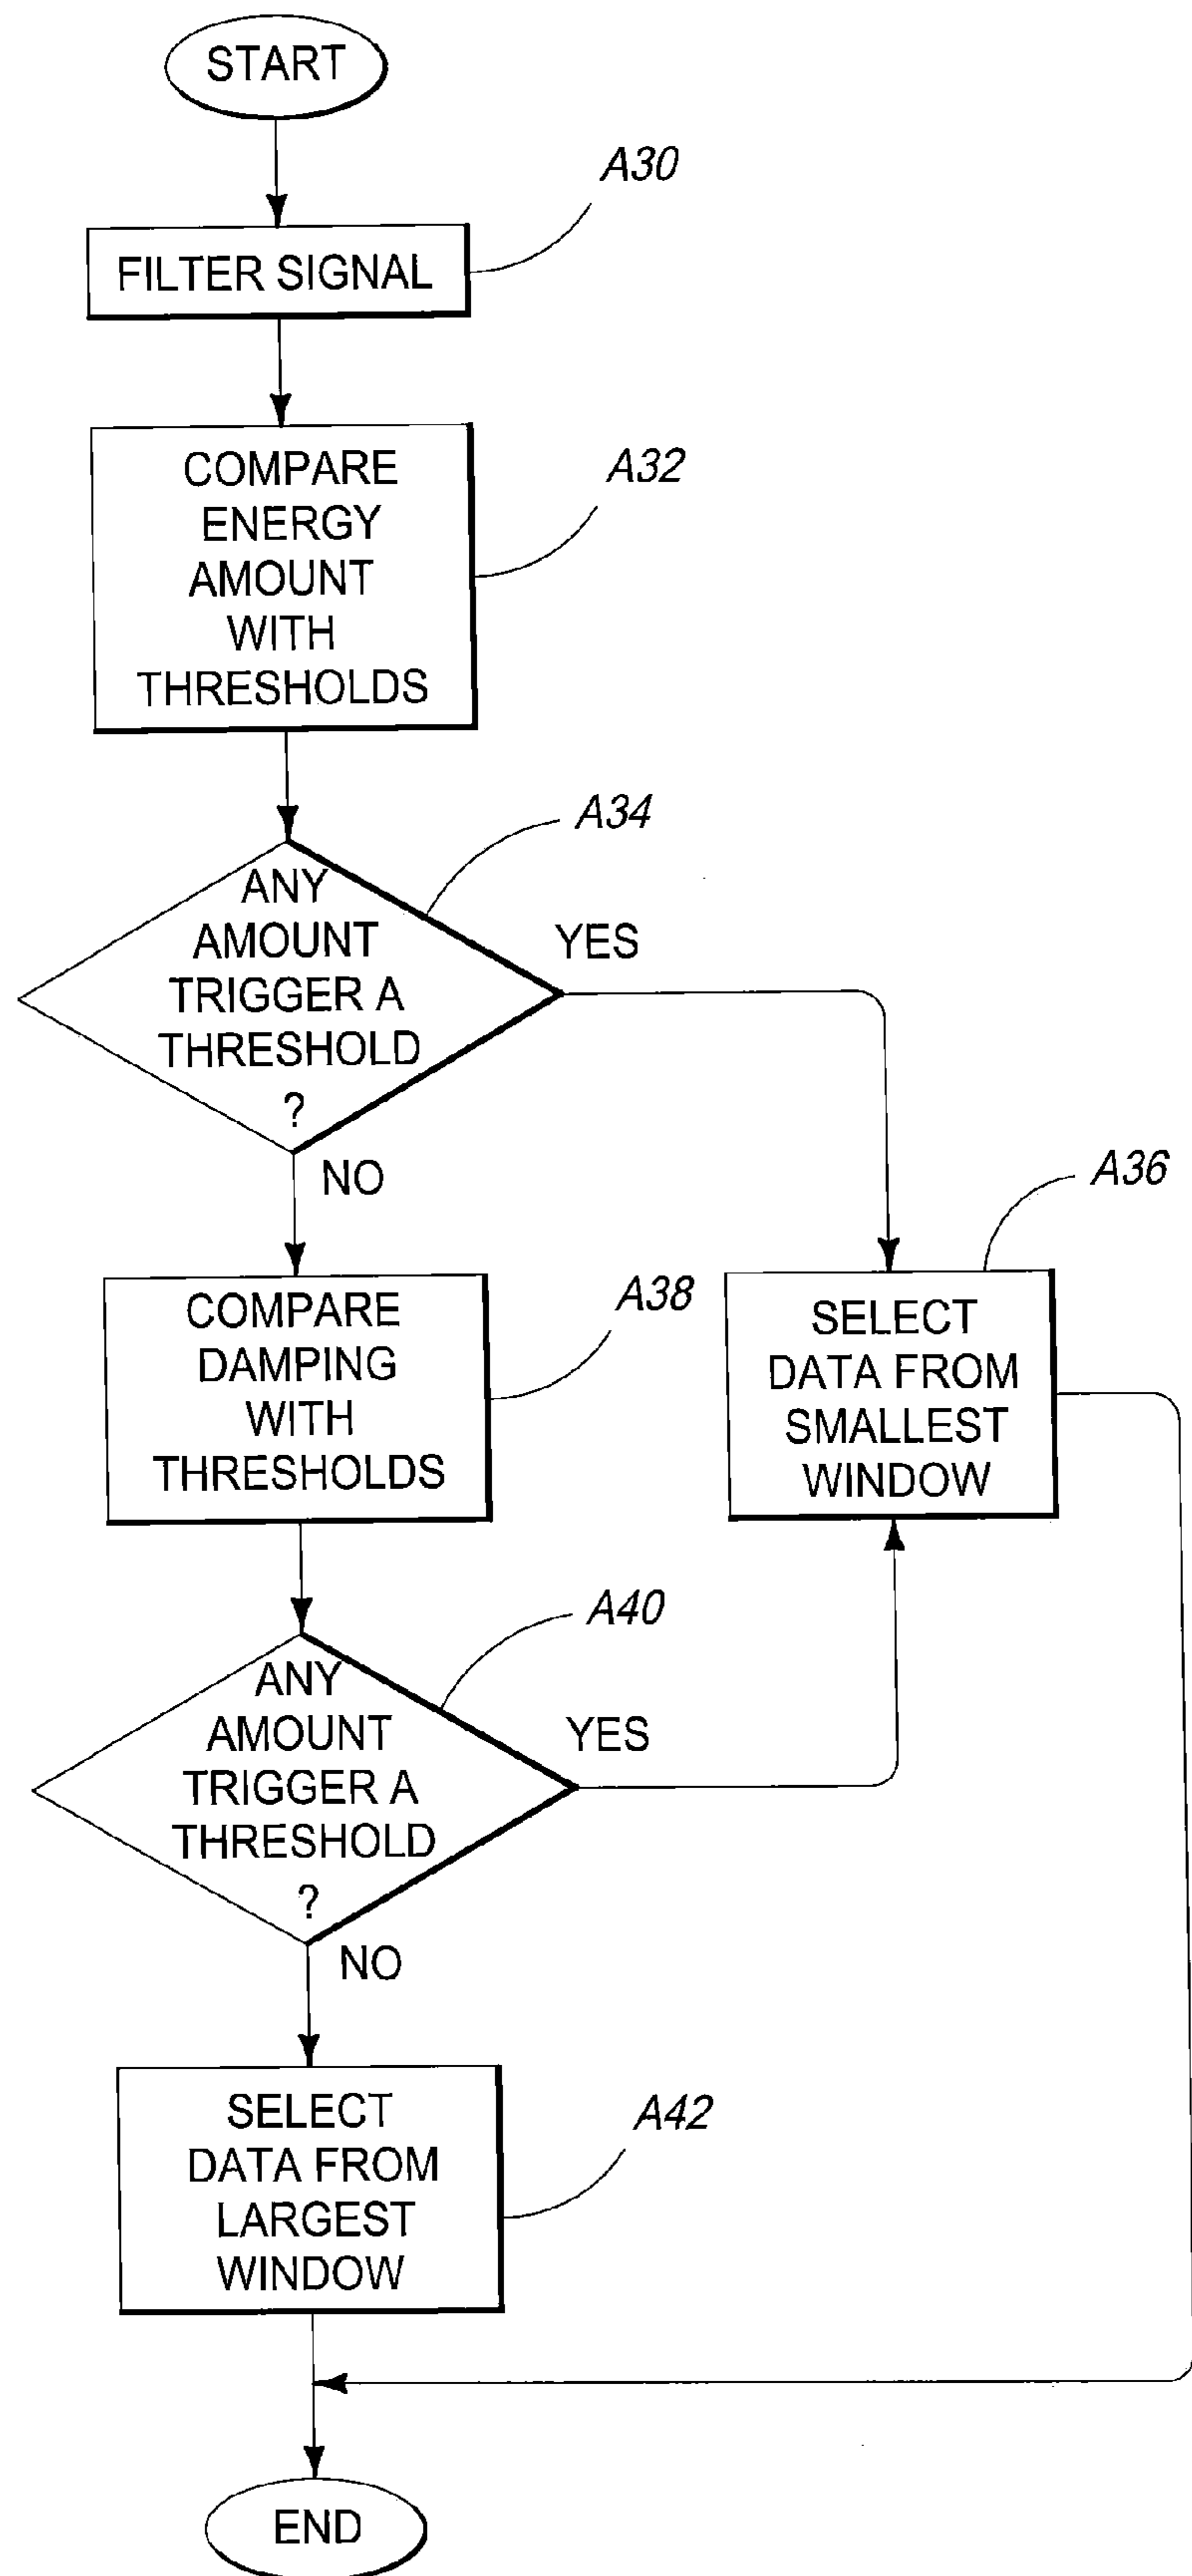 START
A30
FILTER SIGNAL
A32
COMPARE
ENERGY
AMOUNT
WITH
THRESHOLDS
A34
ANY
AMOUNT
TRIGGER A
THRESHOLD
?
YES
NO
A36
SELECT
DATA FROM
SMALLEST
WINDOW
A38
COMPARE
DAMPING
WITH
THRESHOLDS
A40
ANY
AMOUNT
TRIGGER A
THRESHOLD
?
YES
NO
A42
SELECT
DATA FROM
LARGEST
WINDOW
END